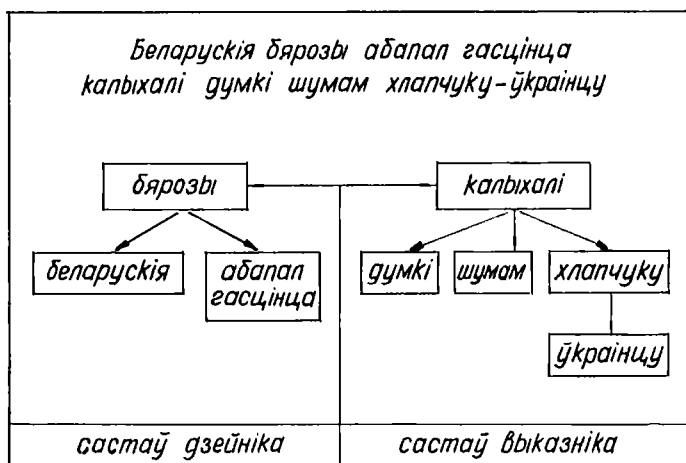 Беларускія бярозы абапал гасцінца
калыхалі думкі шумам хлапчуку-ўкраінцу
бярозы
калыхалі
беларускія
абапал
гасцінца
думкі
шумам
хлапчуку
ўкраінцу
састаў дзейніка
састаў выказніка